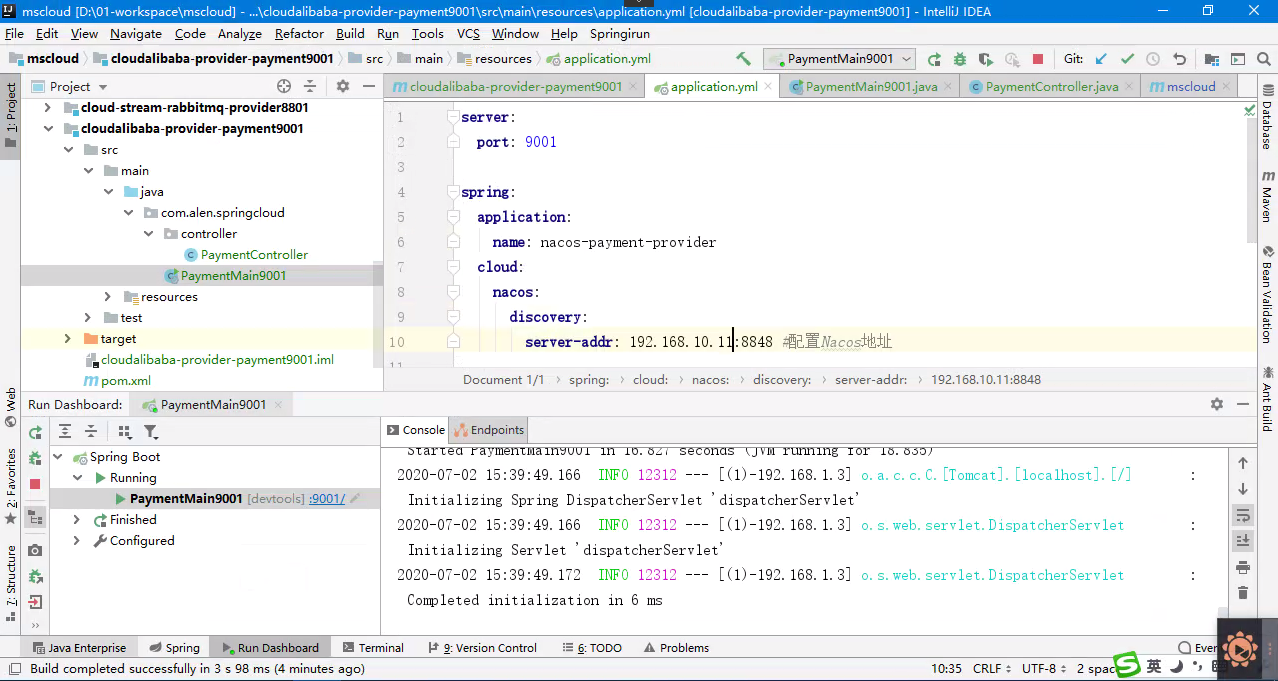 mscloud [D:\01-workspace\mscloud] - ...\cloudalibaba-provider-payment9001\src\main\resources\application.yml [cloudalibaba-provider-payment9001] - IntelliJ IDEA
File Edit View Navigate Code Analyze Refactor Build Run Tools VCS Window Help Springirun
mscloud cloudalibaba-provider-payment9001 src main resources application.yml PaymentMain9001 Git:
Project
cloudalibaba-provider-payment9001 application.yml PaymentMain9001.java PaymentController.java mscloud
1: Project
Web
2: Favorites
Z: Structure
cloud-stream-rabbitmq-provider8801
cloudalibaba-provider-payment9001
src
main
java
com.alen.springcloud
controller
PaymentController
PaymentMain9001
resources
test
target
cloudalibaba-provider-payment9001.iml
pom.xml
1 server:
2 port: 9001
3
4 spring:
5 application:
6 name: nacos-payment-provider
7 cloud:
8 nacos:
9 discovery:
10 server-addr: 192.168.10.11:8848 #配置Nacos地址
11
Document 1/1 spring: cloud: nacos: discovery: server-addr: 192.168.10.11:8848
Database
Maven
Bean Validation
Ant Build
Run Dashboard: PaymentMain9001
Console Endpoints
Spring Boot
Running
PaymentMain9001 [devtools] :9001/
Finished
Configured
Started PaymentMain9001 in 16.827 seconds (JVM running for 18.835)
2020-07-02 15:39:49.166 INFO 12312 --- [(1)-192.168.1.3] o.a.c.c.C.[Tomcat].[localhost].[/] :
Initializing Spring DispatcherServlet 'dispatcherServlet'
2020-07-02 15:39:49.166 INFO 12312 --- [(1)-192.168.1.3] o.s.web.servlet.DispatcherServlet :
Initializing Servlet 'dispatcherServlet'
2020-07-02 15:39:49.172 INFO 12312 --- [(1)-192.168.1.3] o.s.web.servlet.DispatcherServlet :
Completed initialization in 6 ms
Java Enterprise Spring Run Dashboard Terminal 9: Version Control 6: TODO Problems Even
Build completed successfully in 3 s 98 ms (4 minutes ago) 10:35 CRLF UTF-8 2 spac 英